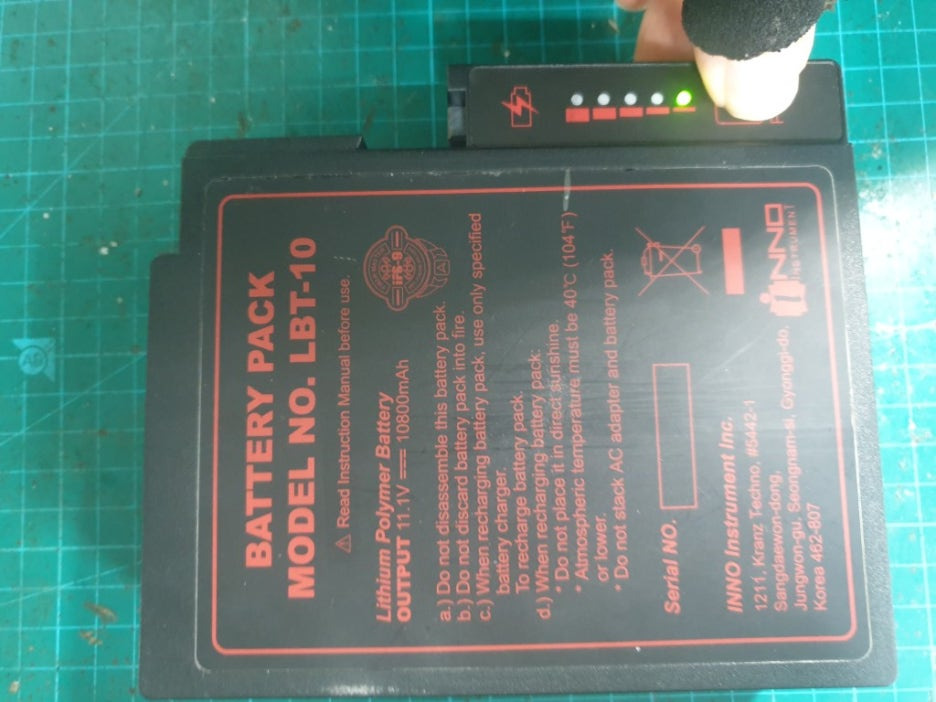 BATTERY PACK
MODEL NO. LBT-10
⚠ Read Instruction Manual before use.
IFS-9
Lithium Polymer Battery
OUTPUT 11.1V ⎓ 10800mAh
a.) Do not disassemble this battery pack.
b.) Do not discard battery pack into fire.
c.) When recharging battery pack, use only specified
battery charger.
To recharge battery pack.
d.) When recharging battery pack:
* Do not place it in direct sunshine.
* Atmospheric temperature must be 40℃ (104℉)
or lower.
* Do not stack AC adapter and battery pack.
Serial NO.
INNO Instrument Inc.
1211, Kranz Techno, #5442-1
Sangdaewon-dong,
Jungwon-gu, Seongnam-si, Gyonggi-do,
Korea 462-807
INNO
INSTRUMENT